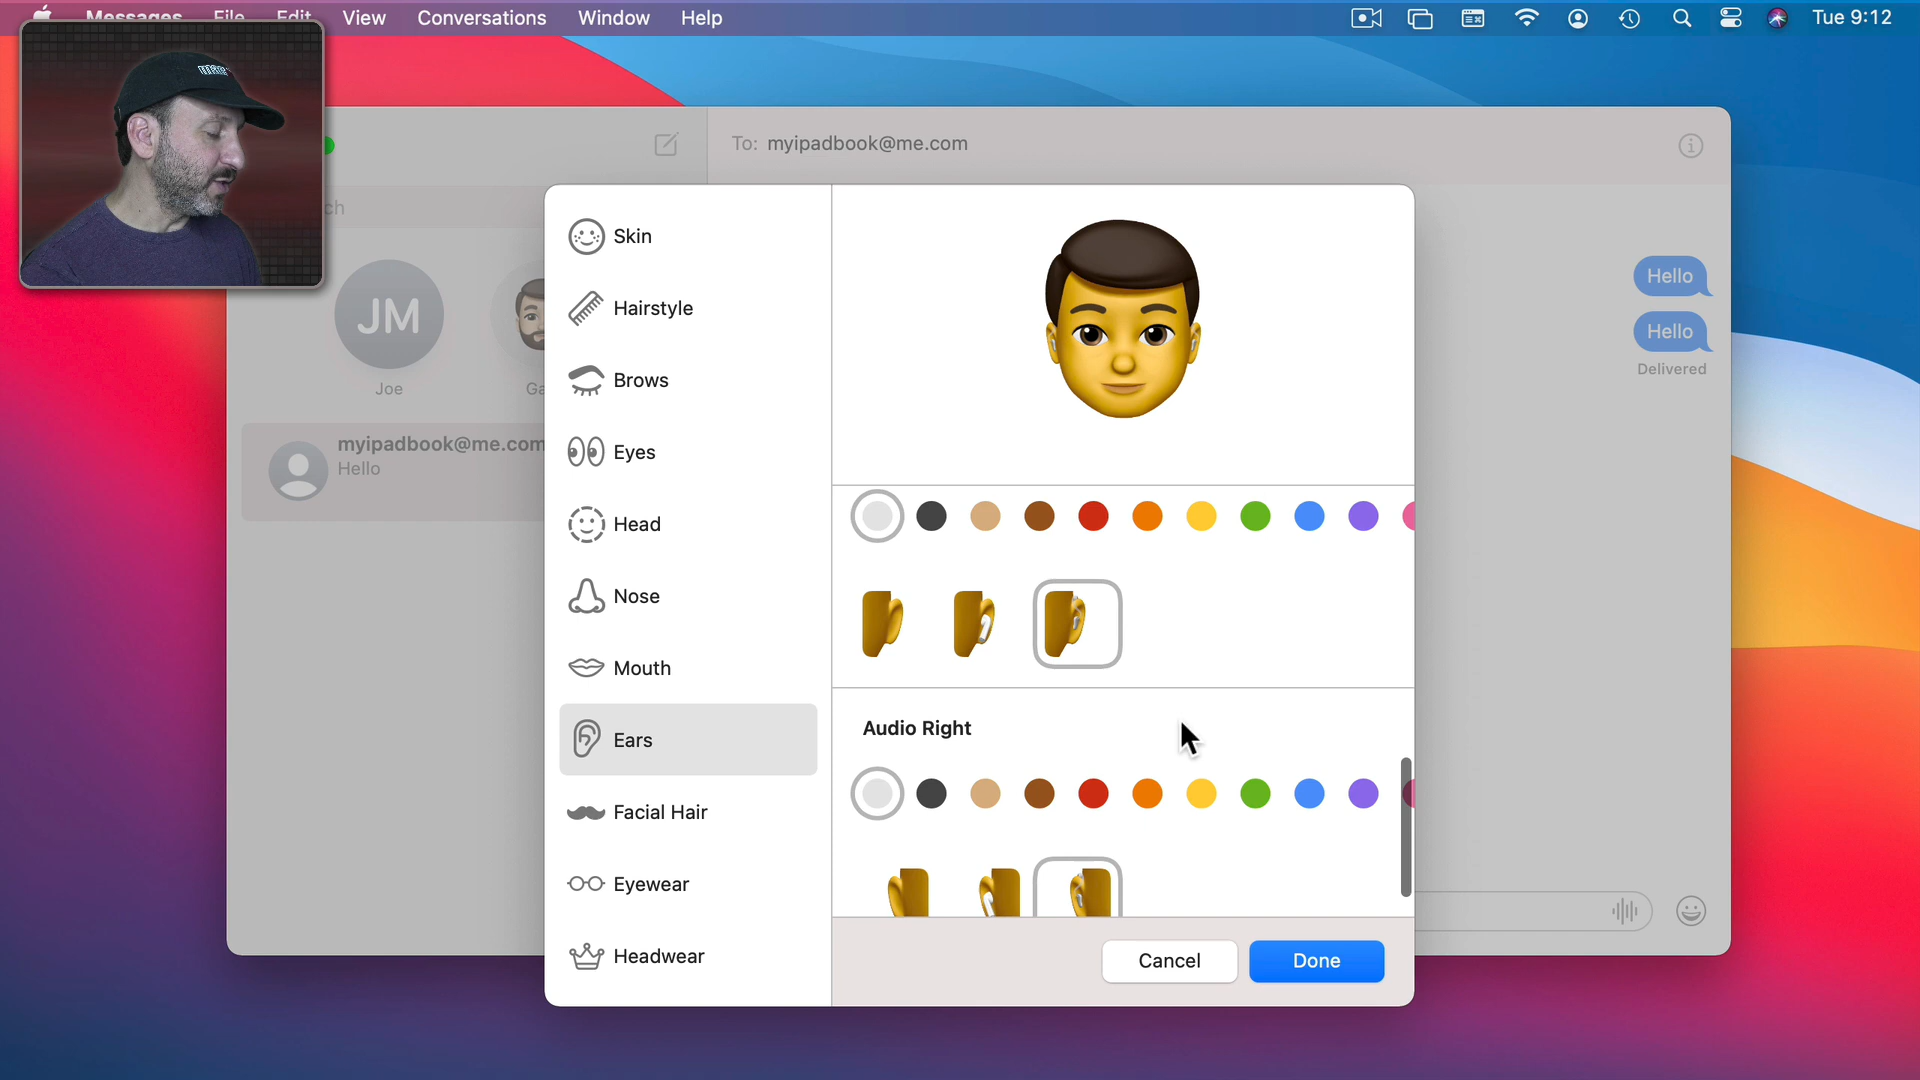 Messages File Edit View Conversations Window Help Tue 9:12
To: myipadbook@me.com
ch
JM
Joe
Ga
myipadbook@me.com
Hello
Skin
Hairstyle
Brows
Eyes
Head
Nose
Mouth
Ears
Facial Hair
Eyewear
Headwear
Audio Right
Cancel Done
Hello
Hello
Delivered